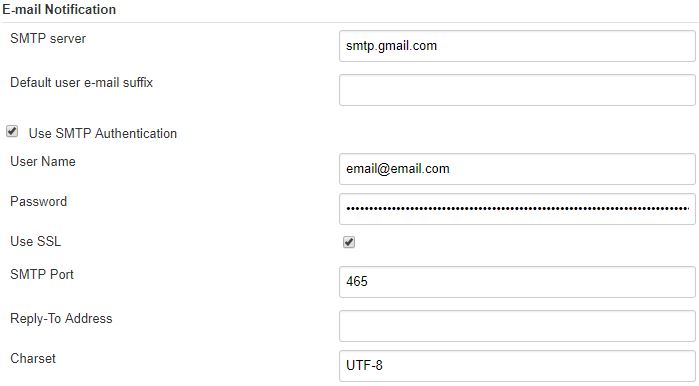 E-mail Notification
SMTP server
smtp.gmail.com
Default user e-mail suffix
Use SMTP Authentication
User Name
email@email.com
Password
Use SSL
SMTP Port
465
Reply-To Address
Charset
UTF-8